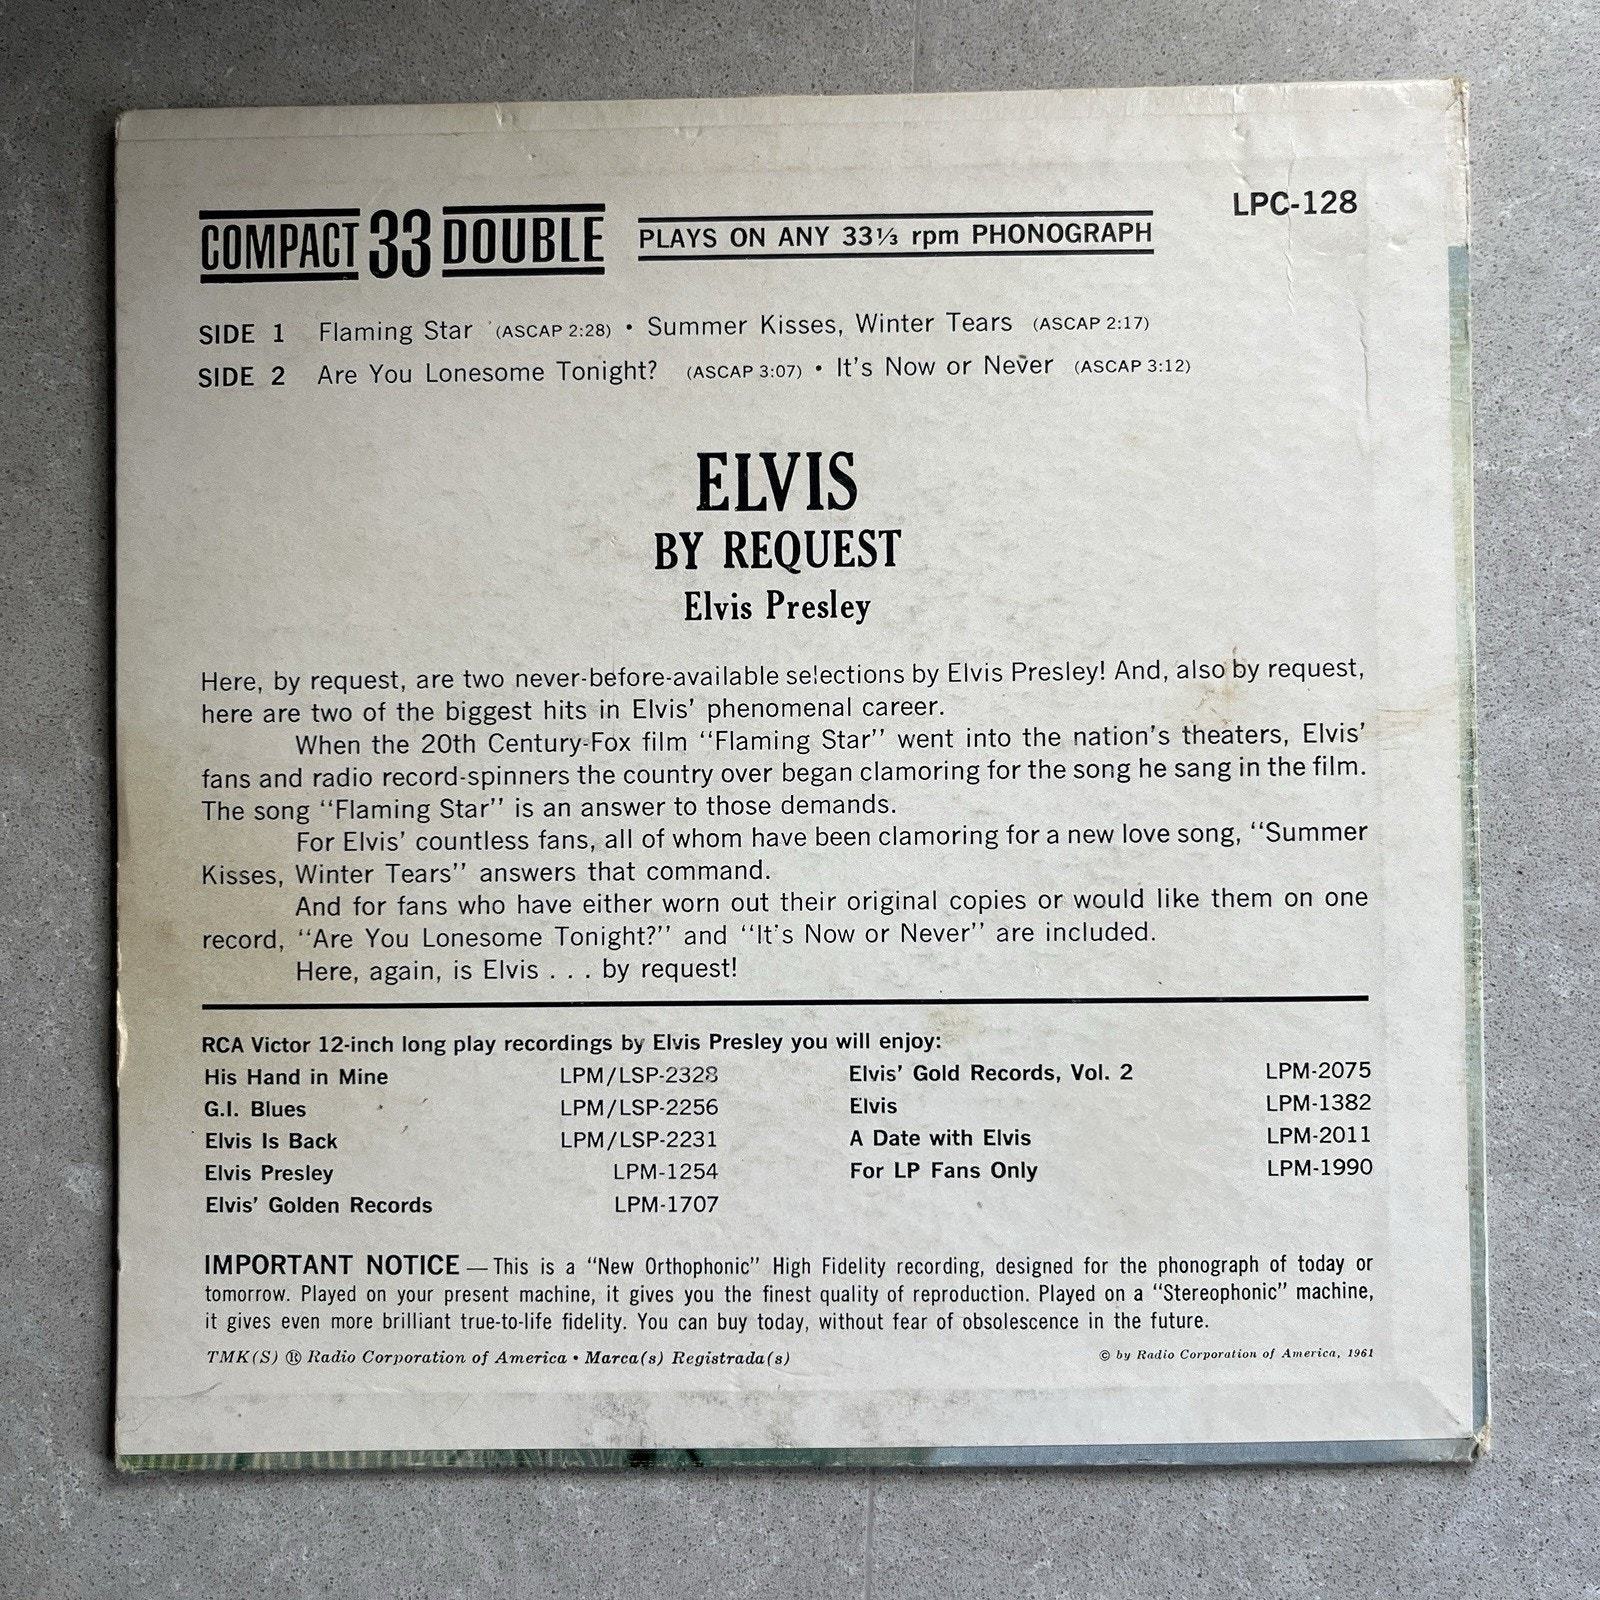 COMPACT 33 DOUBLE PLAYS ON ANY 33⅓ rpm PHONOGRAPH LPC-128
SIDE 1 Flaming Star (ASCAP 2:28) • Summer Kisses, Winter Tears (ASCAP 2:17)
SIDE 2 Are You Lonesome Tonight? (ASCAP 3:07) • It's Now or Never (ASCAP 3:12)
ELVIS
BY REQUEST
Elvis Presley
Here, by request, are two never-before-available selections by Elvis Presley! And, also by request,
here are two of the biggest hits in Elvis' phenomenal career.
When the 20th Century-Fox film "Flaming Star" went into the nation's theaters, Elvis'
fans and radio record-spinners the country over began clamoring for the song he sang in the film.
The song "Flaming Star" is an answer to those demands.
For Elvis' countless fans, all of whom have been clamoring for a new love song, "Summer
Kisses, Winter Tears" answers that command.
And for fans who have either worn out their original copies or would like them on one
record, "Are You Lonesome Tonight?" and "It's Now or Never" are included.
Here, again, is Elvis . . . by request!
RCA Victor 12-inch long play recordings by Elvis Presley you will enjoy:
His Hand in Mine LPM/LSP-2328 Elvis' Gold Records, Vol. 2 LPM-2075
G.I. Blues LPM/LSP-2256 Elvis LPM-1382
Elvis Is Back LPM/LSP-2231 A Date with Elvis LPM-2011
Elvis Presley LPM-1254 For LP Fans Only LPM-1990
Elvis' Golden Records LPM-1707
IMPORTANT NOTICE — This is a "New Orthophonic" High Fidelity recording, designed for the phonograph of today or
tomorrow. Played on your present machine, it gives you the finest quality of reproduction. Played on a "Stereophonic" machine,
it gives even more brilliant true-to-life fidelity. You can buy today, without fear of obsolescence in the future.
TMK(S) ® Radio Corporation of America • Marca(s) Registrada(s) © by Radio Corporation of America, 1961